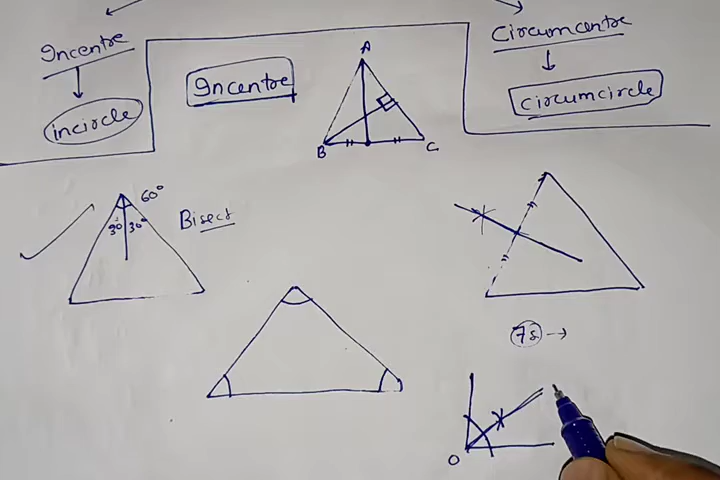 Incentre
incircle
Incentre
A
B
C
Circumcentre
circumcircle
60°
30° 30°
Bisect
75 →
O